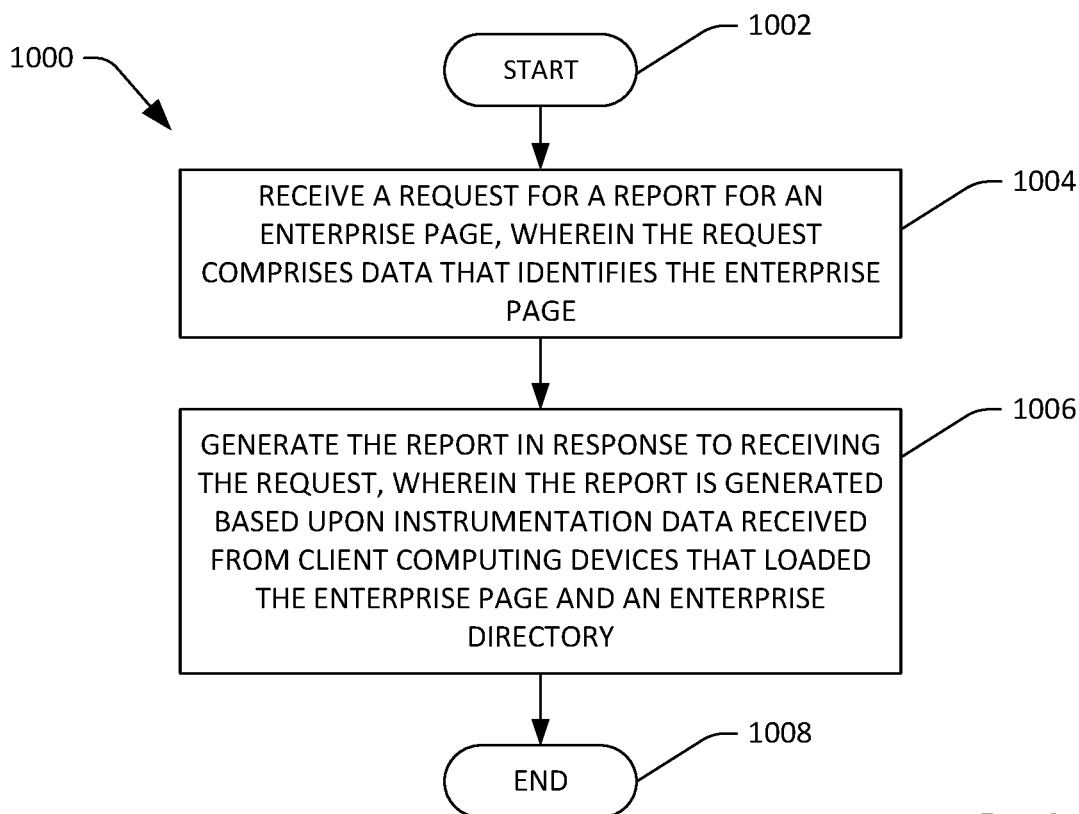 1002
1000
START
1004
RECEIVE A REQUEST FOR A REPORT FOR AN
ENTERPRISE PAGE, WHEREIN THE REQUEST
COMPRISES DATA THAT IDENTIFIES THE ENTERPRISE
PAGE
1006
GENERATE THE REPORT IN RESPONSE TO RECEIVING
THE REQUEST, WHEREIN THE REPORT IS GENERATED
BASED UPON INSTRUMENTATION DATA RECEIVED
FROM CLIENT COMPUTING DEVICES THAT LOADED
THE ENTERPRISE PAGE AND AN ENTERPRISE
DIRECTORY
1008
END